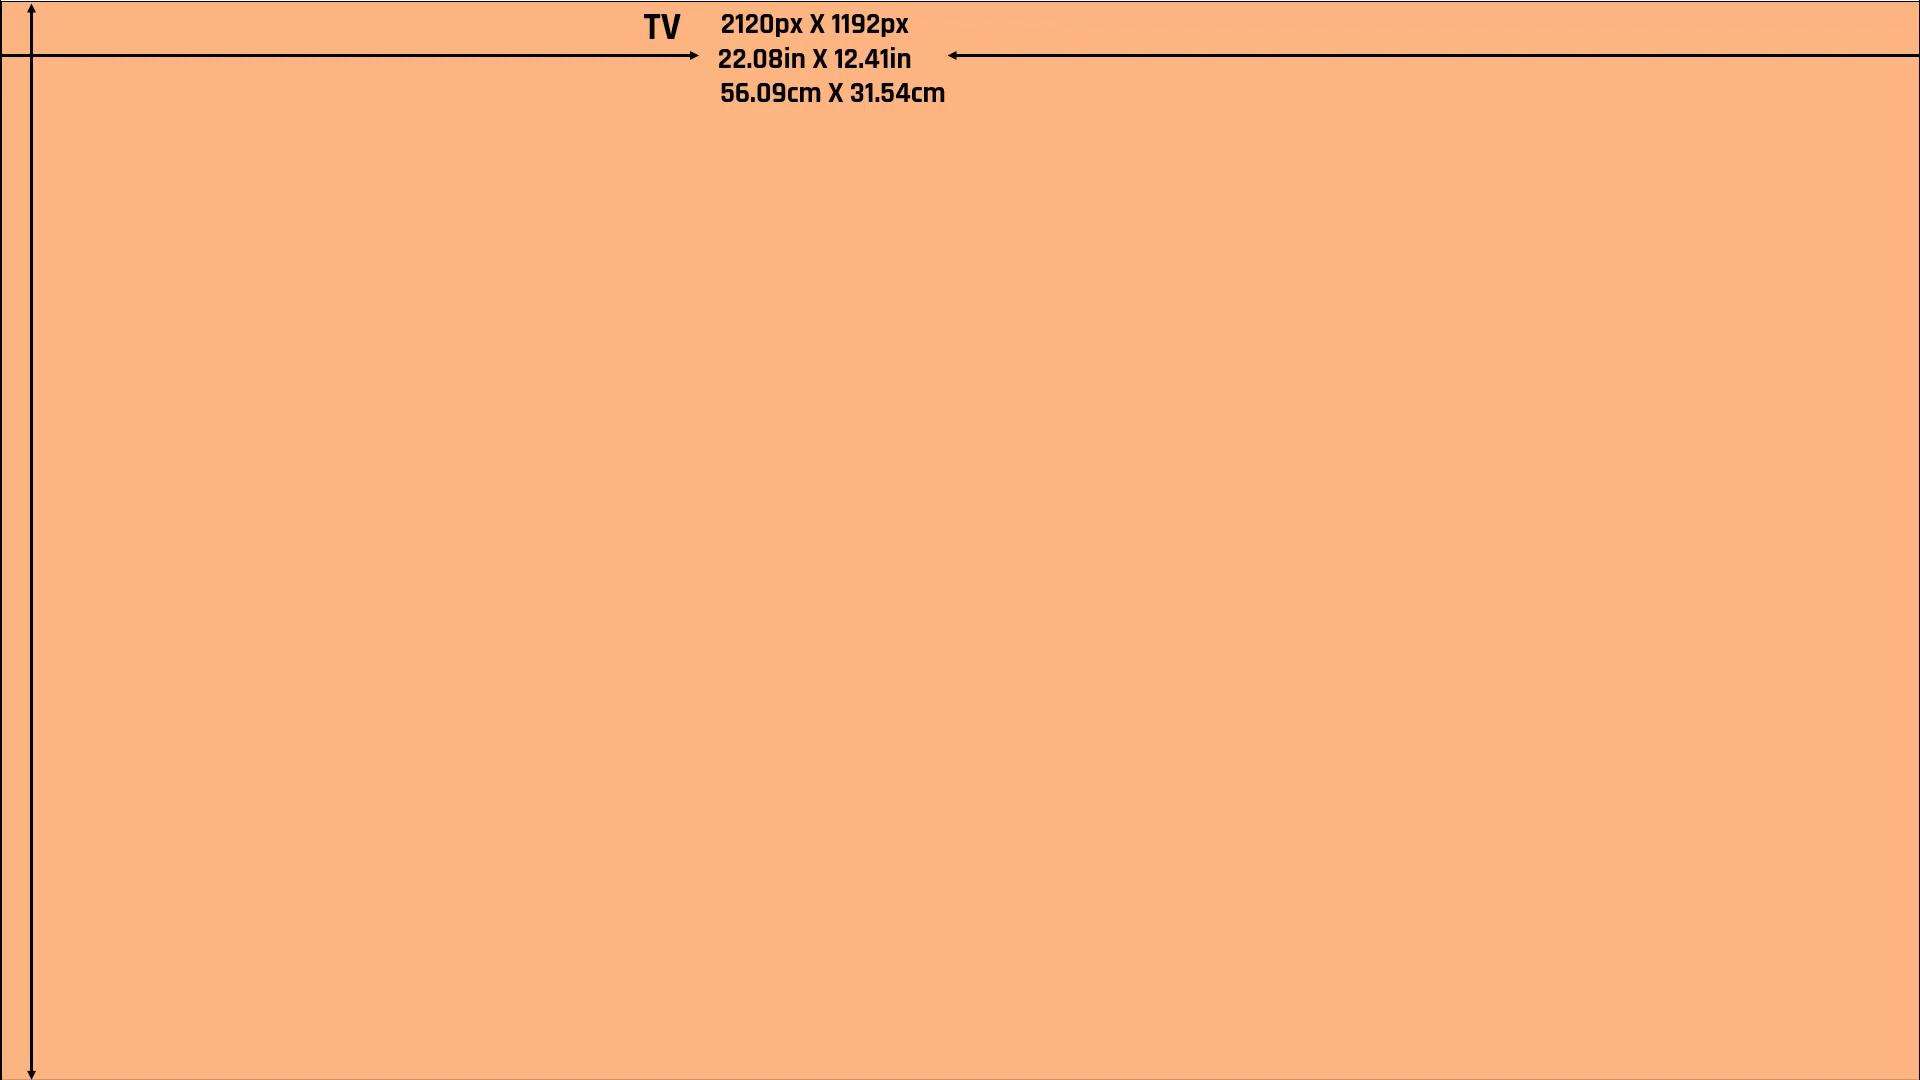 TV 2120px X 1192px
22.08in X 12.41in
56.09cm X 31.54cm